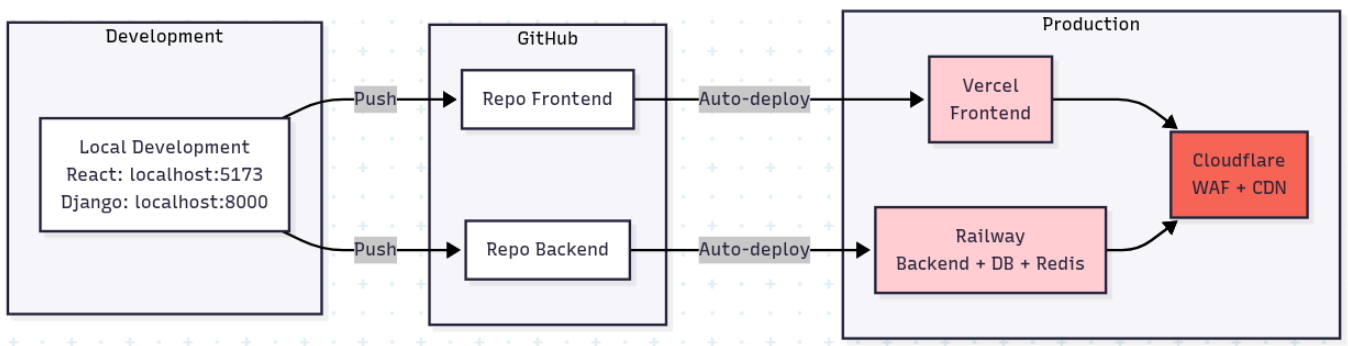 Development
Local Development
React: localhost:5173
Django: localhost:8000
Push
Push
GitHub
Repo Frontend
Repo Backend
Auto-deploy
Auto-deploy
Production
Vercel
Frontend
Railway
Backend + DB + Redis
Cloudflare
WAF + CDN